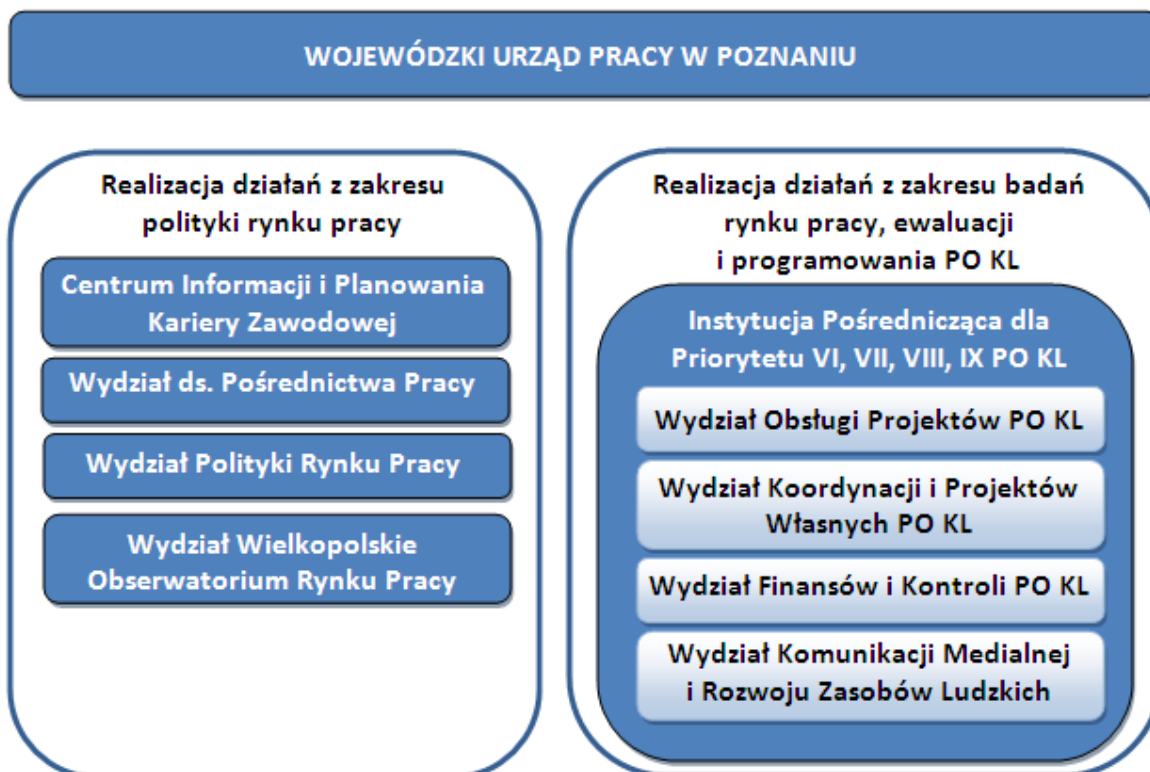 WOJEWÓDZKI URZĄD PRACY W POZNANIU
Realizacja działań z zakresu
polityki rynku pracy
Centrum Informacji i Planowania
Kariery Zawodowej
Wydział ds. Pośrednictwa Pracy
Wydział Polityki Rynku Pracy
Wydział Wielkopolskie
Obserwatorium Rynku Pracy
Realizacja działań z zakresu badań
rynku pracy, ewaluacji
i programowania PO KL
Instytucja Pośrednicząca dla
Priorytetu VI, VII, VIII, IX PO KL
Wydział Obsługi Projektów PO KL
Wydział Koordynacji i Projektów
Własnych PO KL
Wydział Finansów i Kontroli PO KL
Wydział Komunikacji Medialnej
i Rozwoju Zasobów Ludzkich